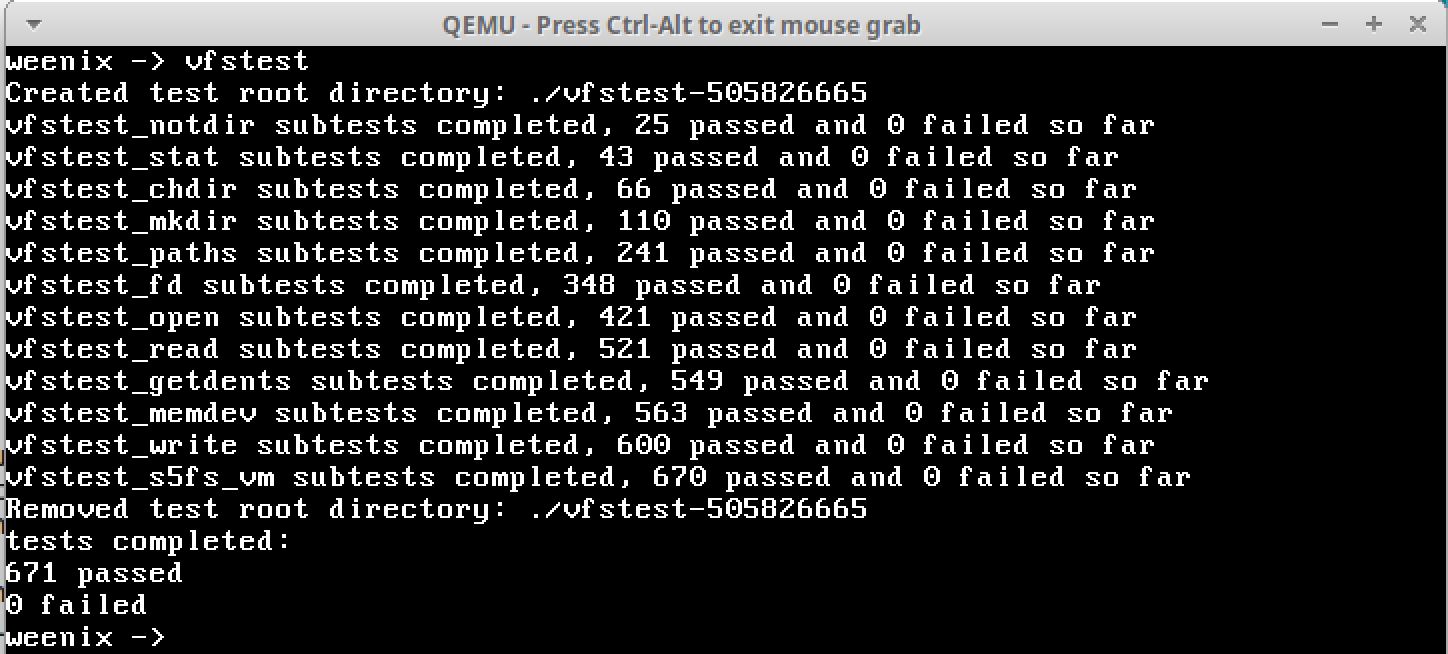 QEMU - Press Ctrl-Alt to exit mouse grab
weenix -> vfstest
Created test root directory: ./vfstest-505826665
vfstest_notdir subtests completed, 25 passed and 0 failed so far
vfstest_stat subtests completed, 43 passed and 0 failed so far
vfstest_chdir subtests completed, 66 passed and 0 failed so far
vfstest_mkdir subtests completed, 110 passed and 0 failed so far
vfstest_paths subtests completed, 241 passed and 0 failed so far
vfstest_fd subtests completed, 348 passed and 0 failed so far
vfstest_open subtests completed, 421 passed and 0 failed so far
vfstest_read subtests completed, 521 passed and 0 failed so far
vfstest_getdents subtests completed, 549 passed and 0 failed so far
vfstest_memdev subtests completed, 563 passed and 0 failed so far
vfstest_write subtests completed, 600 passed and 0 failed so far
vfstest_s5fs_vm subtests completed, 670 passed and 0 failed so far
Removed test root directory: ./vfstest-505826665
tests completed:
671 passed
0 failed
weenix ->